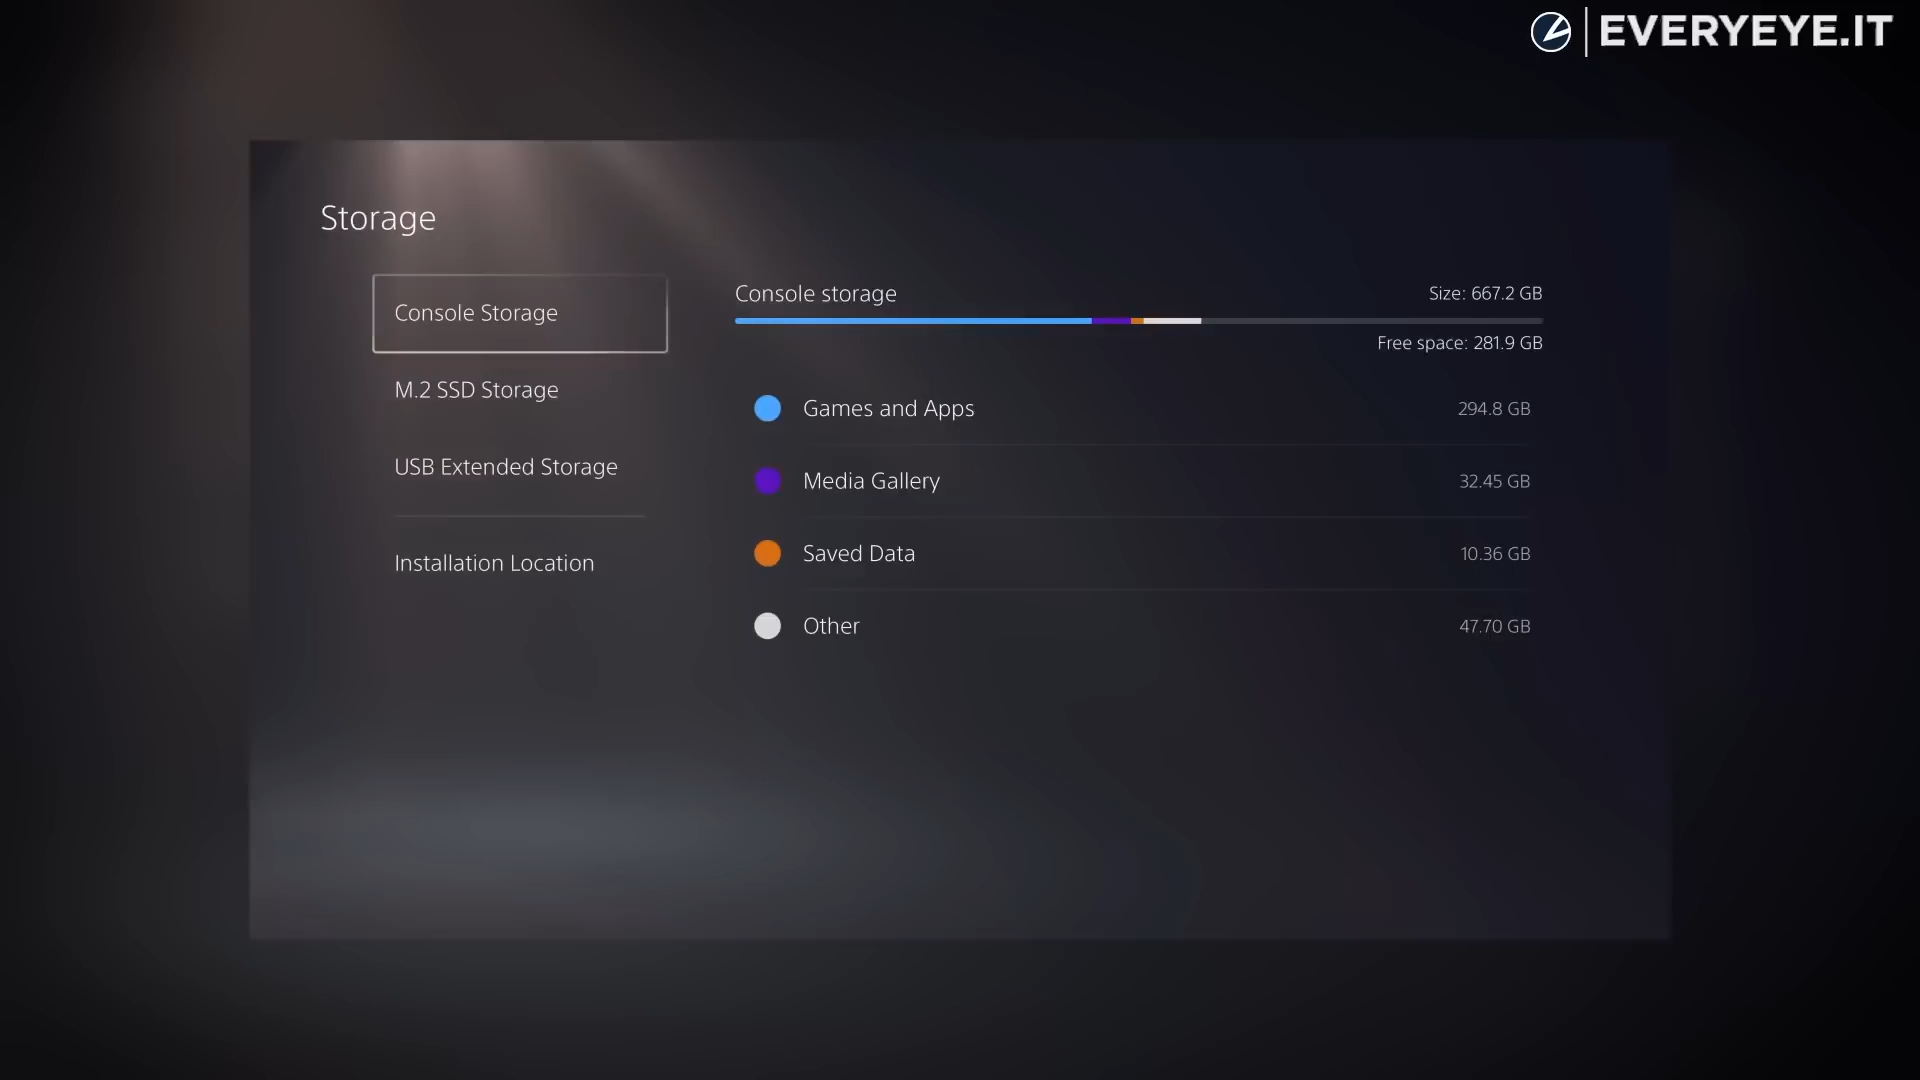 EVERYEYE.IT
Storage
Console Storage
M.2 SSD Storage
USB Extended Storage
Installation Location
Console storage
Size: 667.2 GB
Free space: 281.9 GB
Games and Apps 294.8 GB
Media Gallery 32.45 GB
Saved Data 10.36 GB
Other 47.70 GB